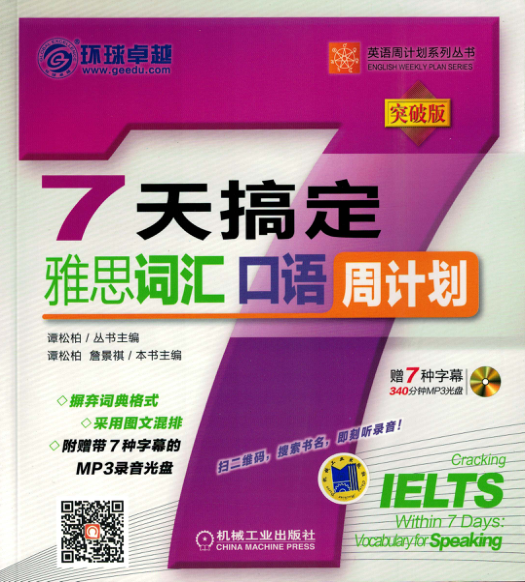 环球卓越
www.geedu.com
英语周计划系列丛书
ENGLISH WEEKLY PLAN SERIES
突破版
7天搞定
雅思词汇 口语 周计划
谭松柏 / 丛书主编
谭松柏 詹景祺 / 本书主编
赠7种字幕
340分钟MP3光盘
摒弃词典格式
采用图文混排
附赠带7种字幕的
MP3录音光盘
扫二维码，搜索书名，即刻听录音！
Cracking
IELTS
Within 7 Days:
Vocabulary for Speaking
机械工业出版社
CHINA MACHINE PRESS